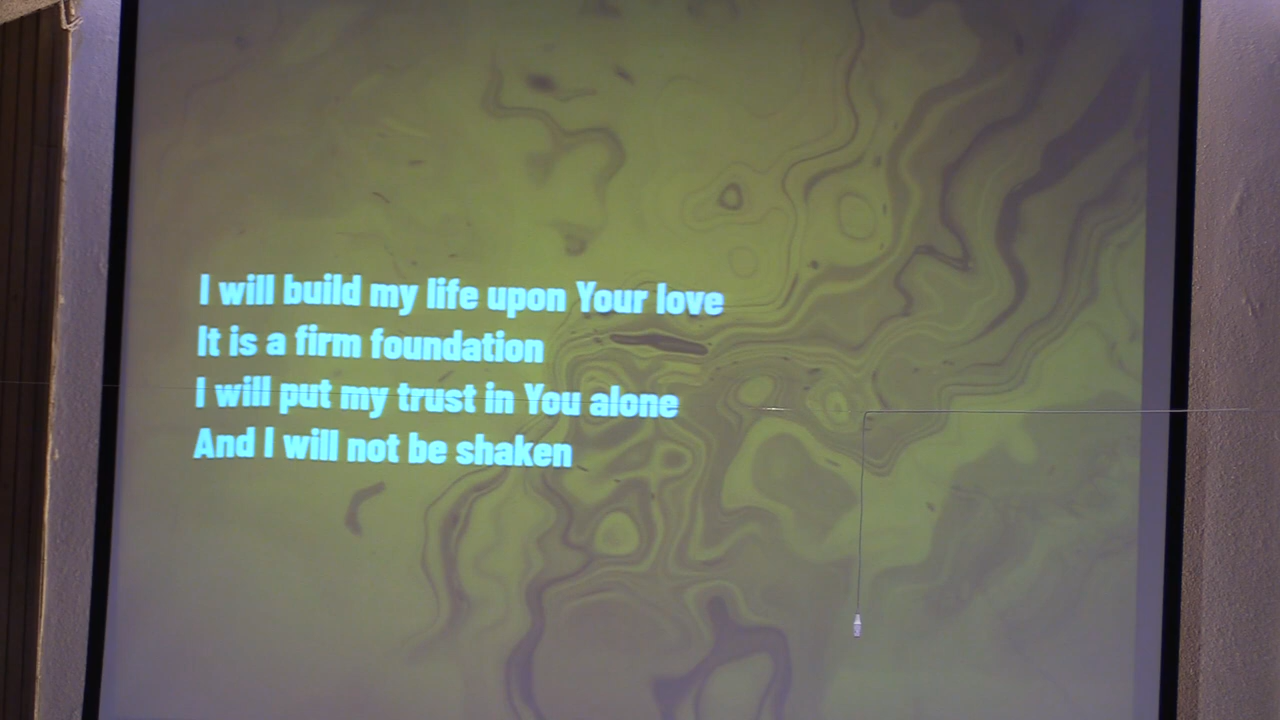 I will build my life upon Your love
It is a firm foundation
I will put my trust in You alone
And I will not be shaken